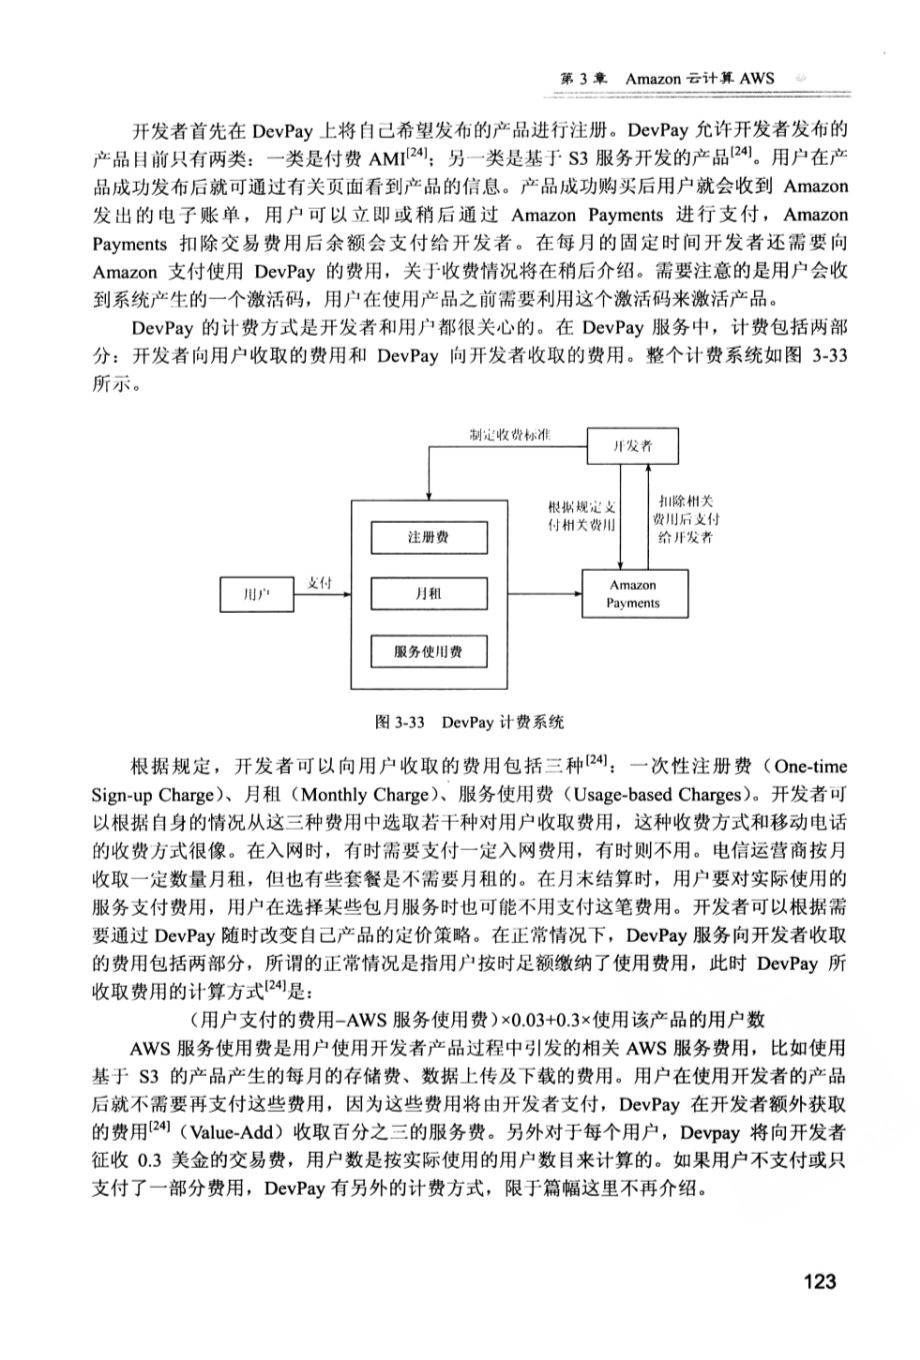 第 3 章 Amazon 云计算 AWS
开发者首先在 DevPay 上将自己希望发布的产品进行注册。DevPay 允许开发者发布的
产品目前只有两类：一类是付费 AMI[24]；另一类是基于 S3 服务开发的产品[24]。用户在产
品成功发布后就可通过有关页面看到产品的信息。产品成功购买后用户就会收到 Amazon
发出的电子账单，用户可以立即或稍后通过 Amazon Payments 进行支付，Amazon
Payments 扣除交易费用后余额会支付给开发者。在每月的固定时间开发者还需要向
Amazon 支付使用 DevPay 的费用，关于收费情况将在稍后介绍。需要注意的是用户会收
到系统产生的一个激活码，用户在使用产品之前需要利用这个激活码来激活产品。
DevPay 的计费方式是开发者和用户都很关心的。在 DevPay 服务中，计费包括两部
分：开发者向用户收取的费用和 DevPay 向开发者收取的费用。整个计费系统如图 3-33
所示。
制定收费标准
开发者
根据规定支
付相关费用
扣除相关
费用后支付
给开发者
注册费
用户
支付
月租
Amazon
Payments
服务使用费
图 3-33 DevPay 计费系统
根据规定，开发者可以向用户收取的费用包括三种[24]：一次性注册费（One-time
Sign-up Charge）、月租（Monthly Charge）、服务使用费（Usage-based Charges）。开发者可
以根据自身的情况从这三种费用中选取若干种对用户收取费用，这种收费方式和移动电话
的收费方式很像。在入网时，有时需要支付一定入网费用，有时则不用。电信运营商按月
收取一定数量月租，但也有些套餐是不需要月租的。在月末结算时，用户要对实际使用的
服务支付费用，用户在选择某些包月服务时也可能不用支付这笔费用。开发者可以根据需
要通过 DevPay 随时改变自己产品的定价策略。在正常情况下，DevPay 服务向开发者收取
的费用包括两部分，所谓的正常情况是指用户按时足额缴纳了使用费用，此时 DevPay 所
收取费用的计算方式[24]是：
（用户支付的费用–AWS 服务使用费）×0.03+0.3×使用该产品的用户数
AWS 服务使用费是用户使用开发者产品过程中引发的相关 AWS 服务费用，比如使用
基于 S3 的产品产生的每月的存储费、数据上传及下载的费用。用户在使用开发者的产品
后就不需要再支付这些费用，因为这些费用将由开发者支付，DevPay 在开发者额外获取
的费用[24]（Value-Add）收取百分之三的服务费。另外对于每个用户，Devpay 将向开发者
征收 0.3 美金的交易费，用户数是按实际使用的用户数目来计算的。如果用户不支付或只
支付了一部分费用，DevPay 有另外的计费方式，限于篇幅这里不再介绍。
123